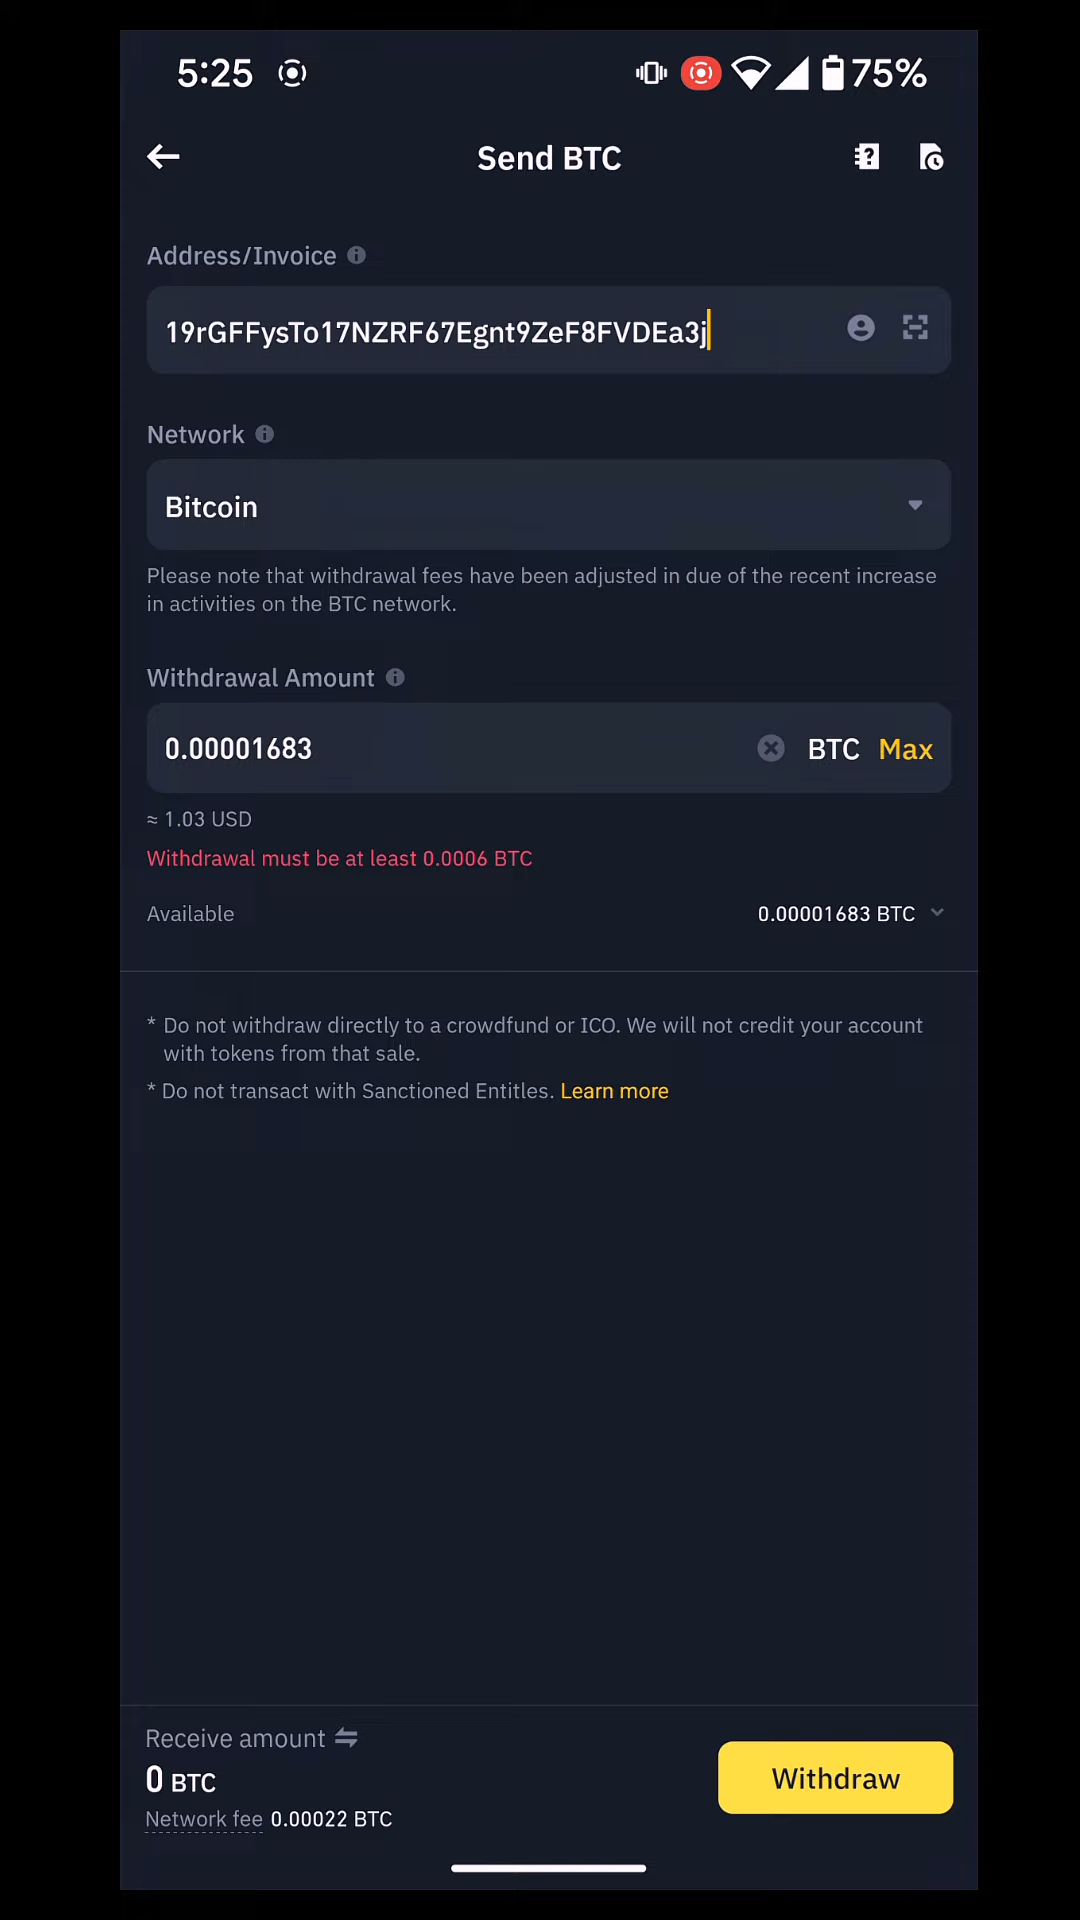 5:25
75%
Send BTC
Address/Invoice
19rGFFysTo17NZRF67Egnt9ZeF8FVDEa3j
Network
Bitcoin
Please note that withdrawal fees have been adjusted in due of the recent increase
in activities on the BTC network.
Withdrawal Amount
0.00001683 BTC Max
≈ 1.03 USD
Withdrawal must be at least 0.0006 BTC
Available 0.00001683 BTC
* Do not withdraw directly to a crowdfund or ICO. We will not credit your account
with tokens from that sale.
* Do not transact with Sanctioned Entitles. Learn more
Receive amount
0 BTC
Network fee 0.00022 BTC
Withdraw